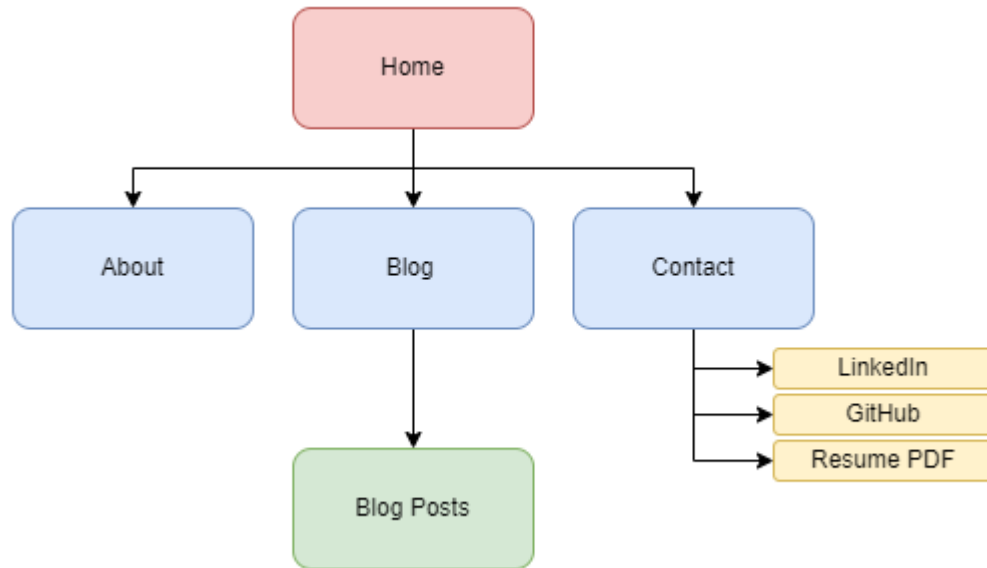 Home
About
Blog
Contact
LinkedIn
GitHub
Resume PDF
Blog Posts